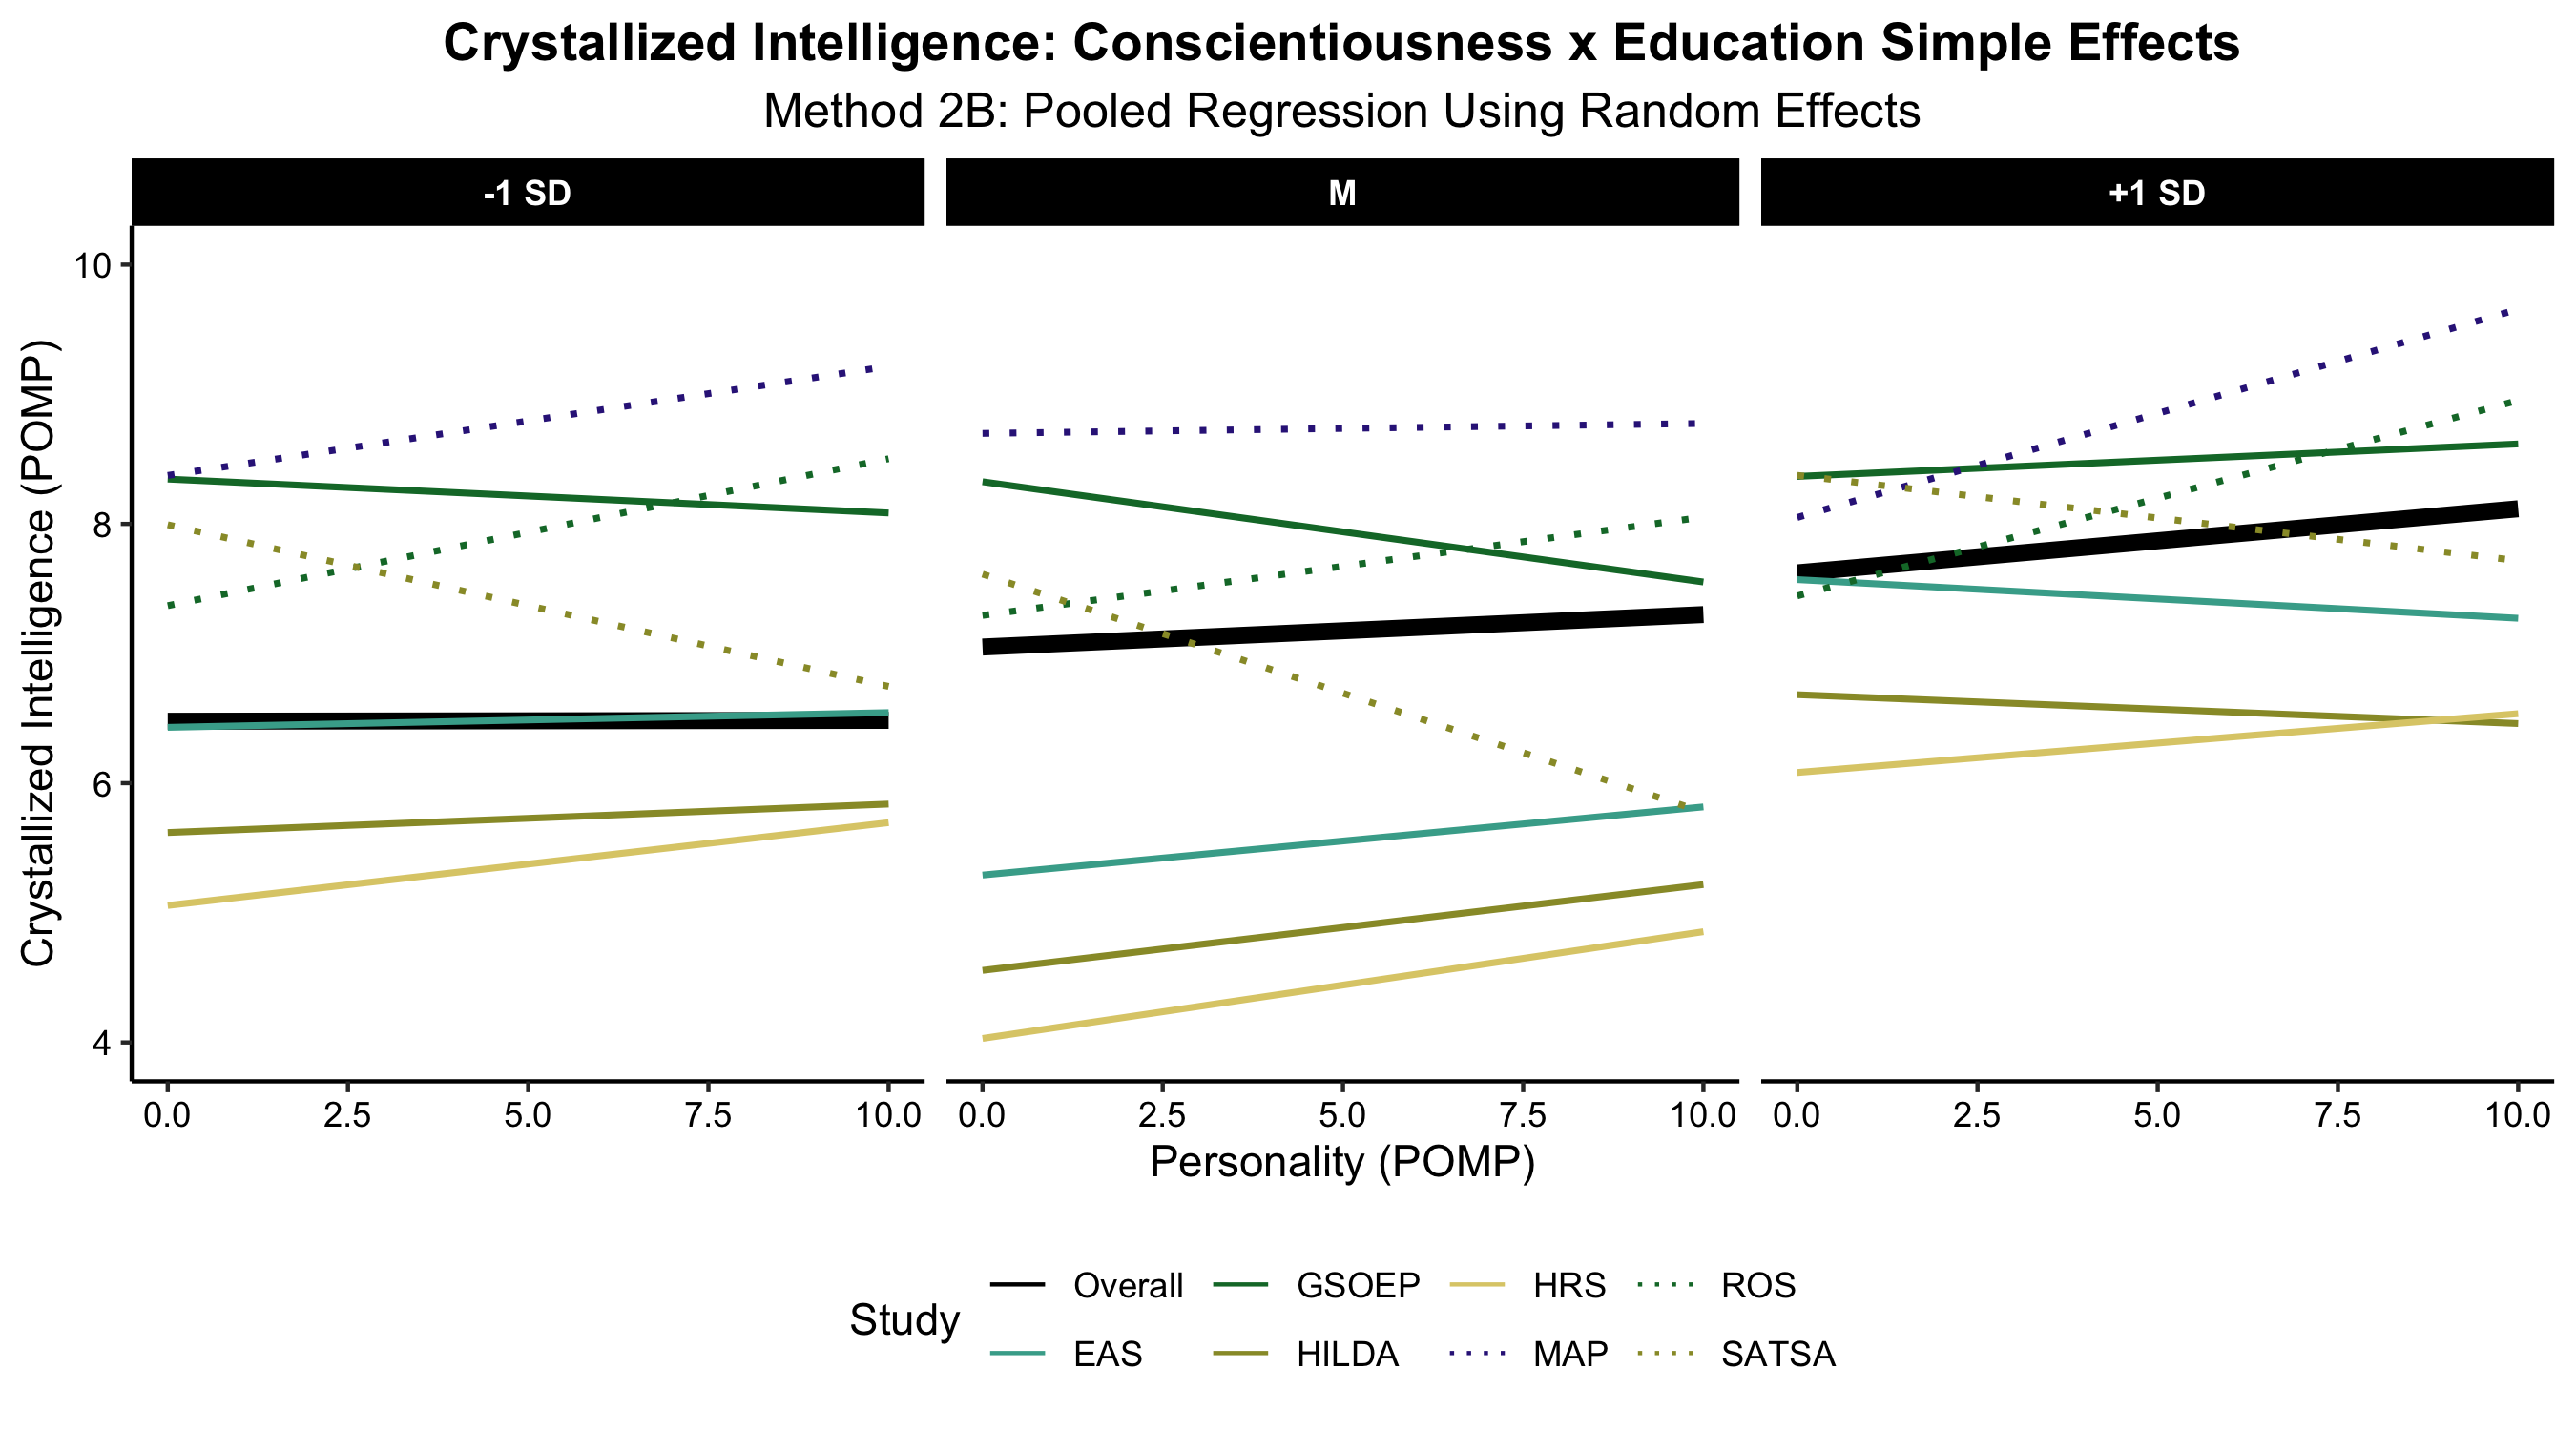 Crystallized Intelligence: Conscientiousness x Education Simple Effects
Method 2B: Pooled Regression Using Random Effects
-1 SD
M
+1 SD
Crystallized Intelligence (POMP)
10
8
6
4
0.0 2.5 5.0 7.5 10.0
0.0 2.5 5.0 7.5 10.0
0.0 2.5 5.0 7.5 10.0
Personality (POMP)
Study
Overall GSOEP HRS ROS
EAS HILDA MAP SATSA